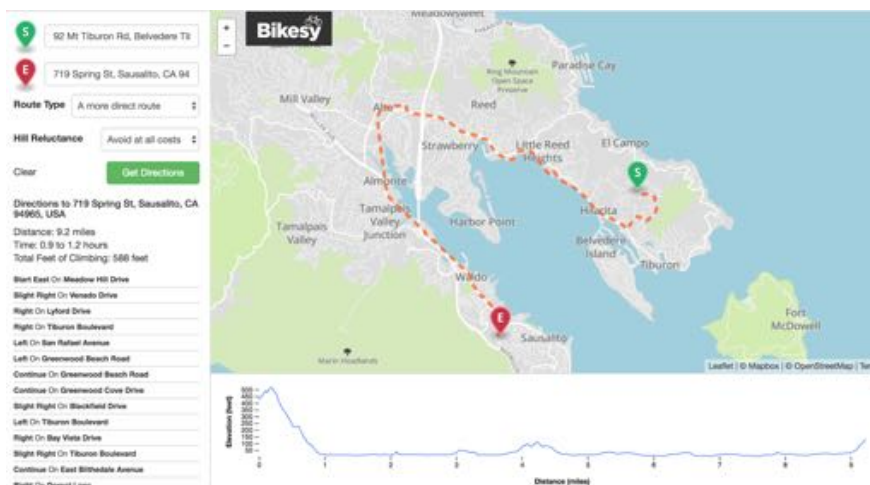 S
92 Mt Tiburon Rd, Belvedere Tib
E
719 Spring St, Sausalito, CA 94
Route Type
A more direct route
Hill Reluctance
Avoid at all costs
Clear
Get Directions
Directions to 719 Spring St, Sausalito, CA
94965, USA
Distance: 9.2 miles
Time: 0.9 to 1.2 hours
Total Feet of Climbing: 588 feet
Start East On Meadow Hill Drive
Slight Right On Venado Drive
Right On Lyford Drive
Right On Tiburon Boulevard
Left On San Rafael Avenue
Left On Greenwood Beach Road
Continue On Greenwood Beach Road
Continue On Greenwood Cove Drive
Slight Right On Blackfield Drive
Left On Tiburon Boulevard
Right On Bay Vista Drive
Slight Right On Tiburon Boulevard
Continue On East Blithedale Avenue
+
-
Bikesy
Meadowsweet
Paradise Cay
Ring Mountain
Open Space
Preserve
Mill Valley
Alto
Reed
Strawberry
Little Reed
Heights
El Campo
S
Almonte
Tamalpais
Valley
Junction
Tamalpais
Valley
Harbor Point
Hilarita
Belvedere
Island
Tiburon
Waldo
E
Sausalito
Marin Headlands
Fort
McDowell
Leaflet | © Mapbox | © OpenStreetMap | Ter
Elevation (feet)
500
450
400
350
300
250
200
150
100
50
0 1 2 3 4 5 6 7 8 9
Distance (miles)